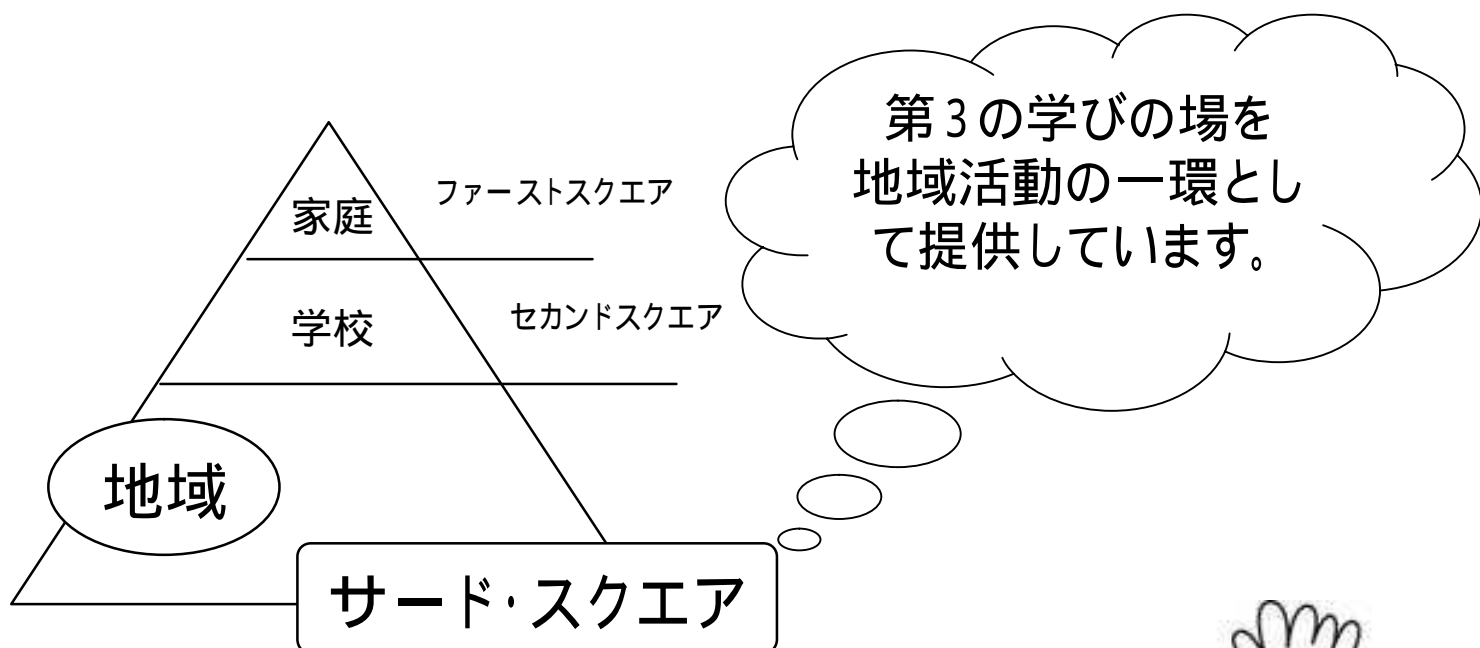 第3の学びの場を
地域活動の一環とし
て提供しています。
家庭
ファーストスクエア
学校
セカンドスクエア
地域
サード・スクエア